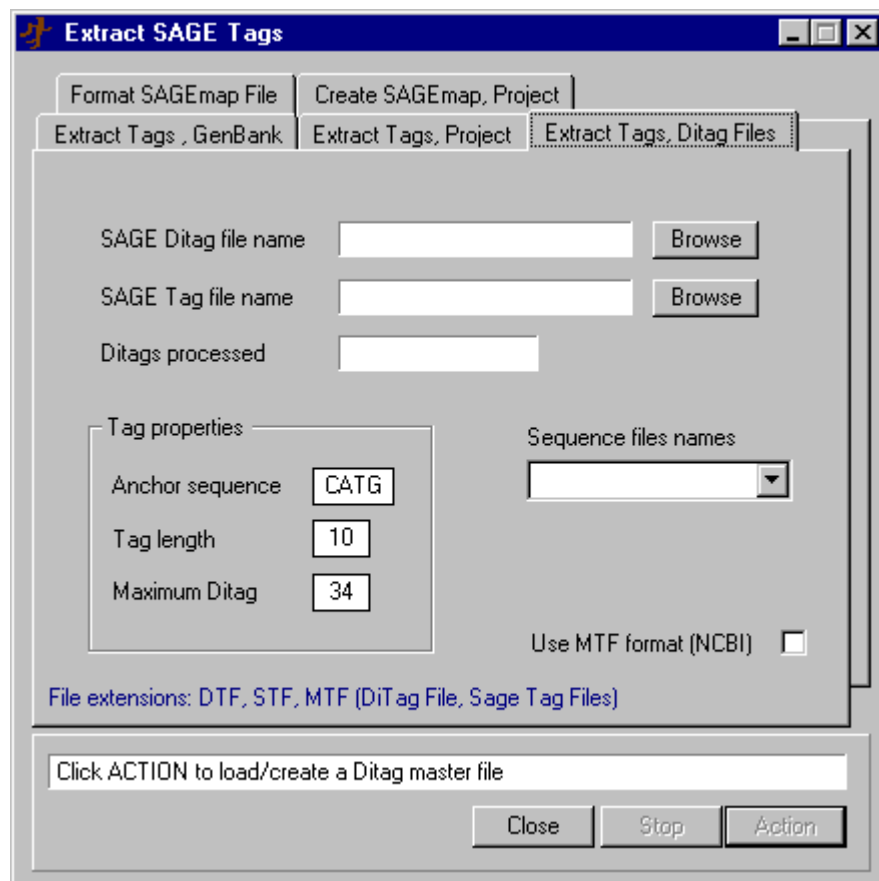 Extract SAGE Tags
Format SAGEmap File
Create SAGEmap, Project
Extract Tags , GenBank
Extract Tags, Project
Extract Tags, Ditag Files
SAGE Ditag file name
Browse
SAGE Tag file name
Browse
Ditags processed
Tag properties
Anchor sequence
CATG
Tag length
10
Maximum Ditag
34
Sequence files names
Use MTF format (NCBI)
File extensions: DTF, STF, MTF (DiTag File, Sage Tag Files)
Click ACTION to load/create a Ditag master file
Close
Stop
Action